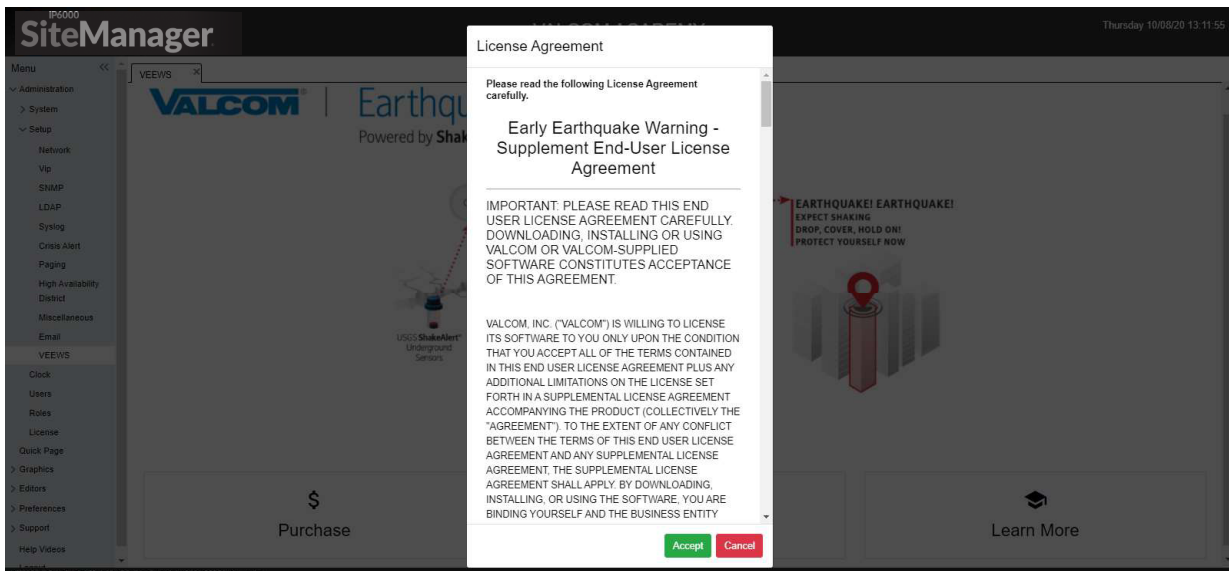 IP6000
SiteManager
Thursday 10/08/20 13:11:55
Menu
VEEWS
Administration
System
Setup
Network
Vip
SNMP
LDAP
Syslog
Crisis Alert
Paging
High Availability
District
Miscellaneous
Email
VEEWS
Clock
Users
Roles
License
Quick Page
Graphics
Editors
Preferences
Support
Help Videos
Logout
VALCOM
Earthqu
Powered by Shak
USGS ShakeAlert
Underground
Sensors
EARTHQUAKE! EARTHQUAKE!
EXPECT SHAKING
DROP, COVER, HOLD ON!
PROTECT YOURSELF NOW
$
Purchase
Learn More
License Agreement
Please read the following License Agreement
carefully.
Early Earthquake Warning -
Supplement End-User License
Agreement
IMPORTANT: PLEASE READ THIS END
USER LICENSE AGREEMENT CAREFULLY.
DOWNLOADING, INSTALLING OR USING
VALCOM OR VALCOM-SUPPLIED
SOFTWARE CONSTITUTES ACCEPTANCE
OF THIS AGREEMENT.
VALCOM, INC. ("VALCOM") IS WILLING TO LICENSE
ITS SOFTWARE TO YOU ONLY UPON THE CONDITION
THAT YOU ACCEPT ALL OF THE TERMS CONTAINED
IN THIS END USER LICENSE AGREEMENT PLUS ANY
ADDITIONAL LIMITATIONS ON THE LICENSE SET
FORTH IN A SUPPLEMENTAL LICENSE AGREEMENT
ACCOMPANYING THE PRODUCT (COLLECTIVELY THE
"AGREEMENT"). TO THE EXTENT OF ANY CONFLICT
BETWEEN THE TERMS OF THIS END USER LICENSE
AGREEMENT AND ANY SUPPLEMENTAL LICENSE
AGREEMENT, THE SUPPLEMENTAL LICENSE
AGREEMENT SHALL APPLY. BY DOWNLOADING,
INSTALLING, OR USING THE SOFTWARE, YOU ARE
BINDING YOURSELF AND THE BUSINESS ENTITY
Accept
Cancel